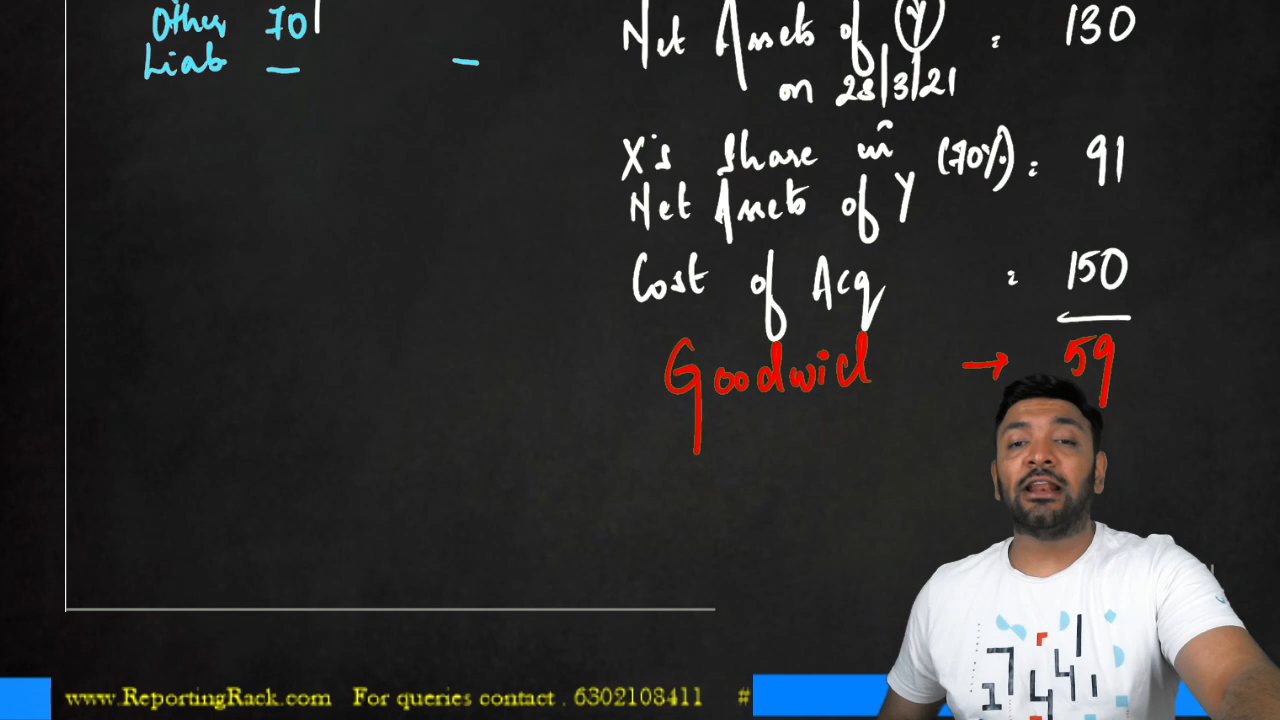 Other 70
Liab –
Net Assets of Y : 130
on 28/3/21
X's share in (70%) : 91
Net Assets of Y
Cost of Acq : 150
Goodwill → 59
www.ReportingRack.com For queries contact . 6302108411 #